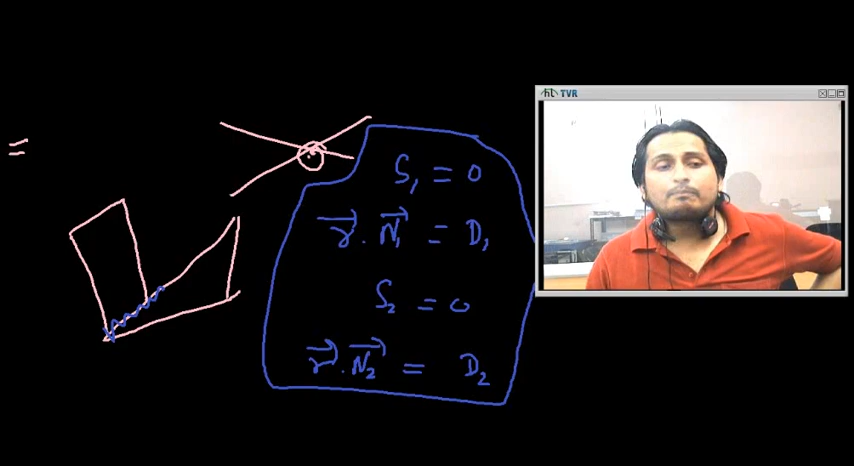 =
S₁ = 0
r⃗ . N⃗₁ = D₁
S₂ = 0
r⃗ . N⃗₂ = D₂
TVR